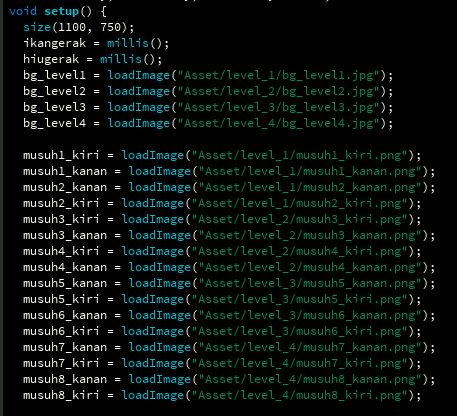 void setup() {
  size(1100, 750);
  ikangerak = millis();
  hiugerak = millis();
  bg_level1 = loadImage("Asset/level_1/bg_level1.jpg");
  bg_level2 = loadImage("Asset/level_2/bg_level2.jpg");
  bg_level3 = loadImage("Asset/level_3/bg_level3.jpg");
  bg_level4 = loadImage("Asset/level_4/bg_level4.jpg");

  musuh1_kiri = loadImage("Asset/level_1/musuh1_kiri.png");
  musuh1_kanan = loadImage("Asset/level_1/musuh1_kanan.png");
  musuh2_kanan = loadImage("Asset/level_1/musuh2_kanan.png");
  musuh2_kiri = loadImage("Asset/level_1/musuh2_kiri.png");
  musuh3_kiri = loadImage("Asset/level_2/musuh3_kiri.png");
  musuh3_kanan = loadImage("Asset/level_2/musuh3_kanan.png");
  musuh4_kiri = loadImage("Asset/level_2/musuh4_kiri.png");
  musuh4_kanan = loadImage("Asset/level_2/musuh4_kanan.png");
  musuh5_kanan = loadImage("Asset/level_3/musuh5_kanan.png");
  musuh5_kiri = loadImage("Asset/level_3/musuh5_kiri.png");
  musuh6_kanan = loadImage("Asset/level_3/musuh6_kanan.png");
  musuh6_kiri = loadImage("Asset/level_3/musuh6_kiri.png");
  musuh7_kanan = loadImage("Asset/level_4/musuh7_kanan.png");
  musuh7_kiri = loadImage("Asset/level_4/musuh7_kiri.png");
  musuh8_kanan = loadImage("Asset/level_4/musuh8_kanan.png");
  musuh8_kiri = loadImage("Asset/level_4/musuh8_kiri.png");